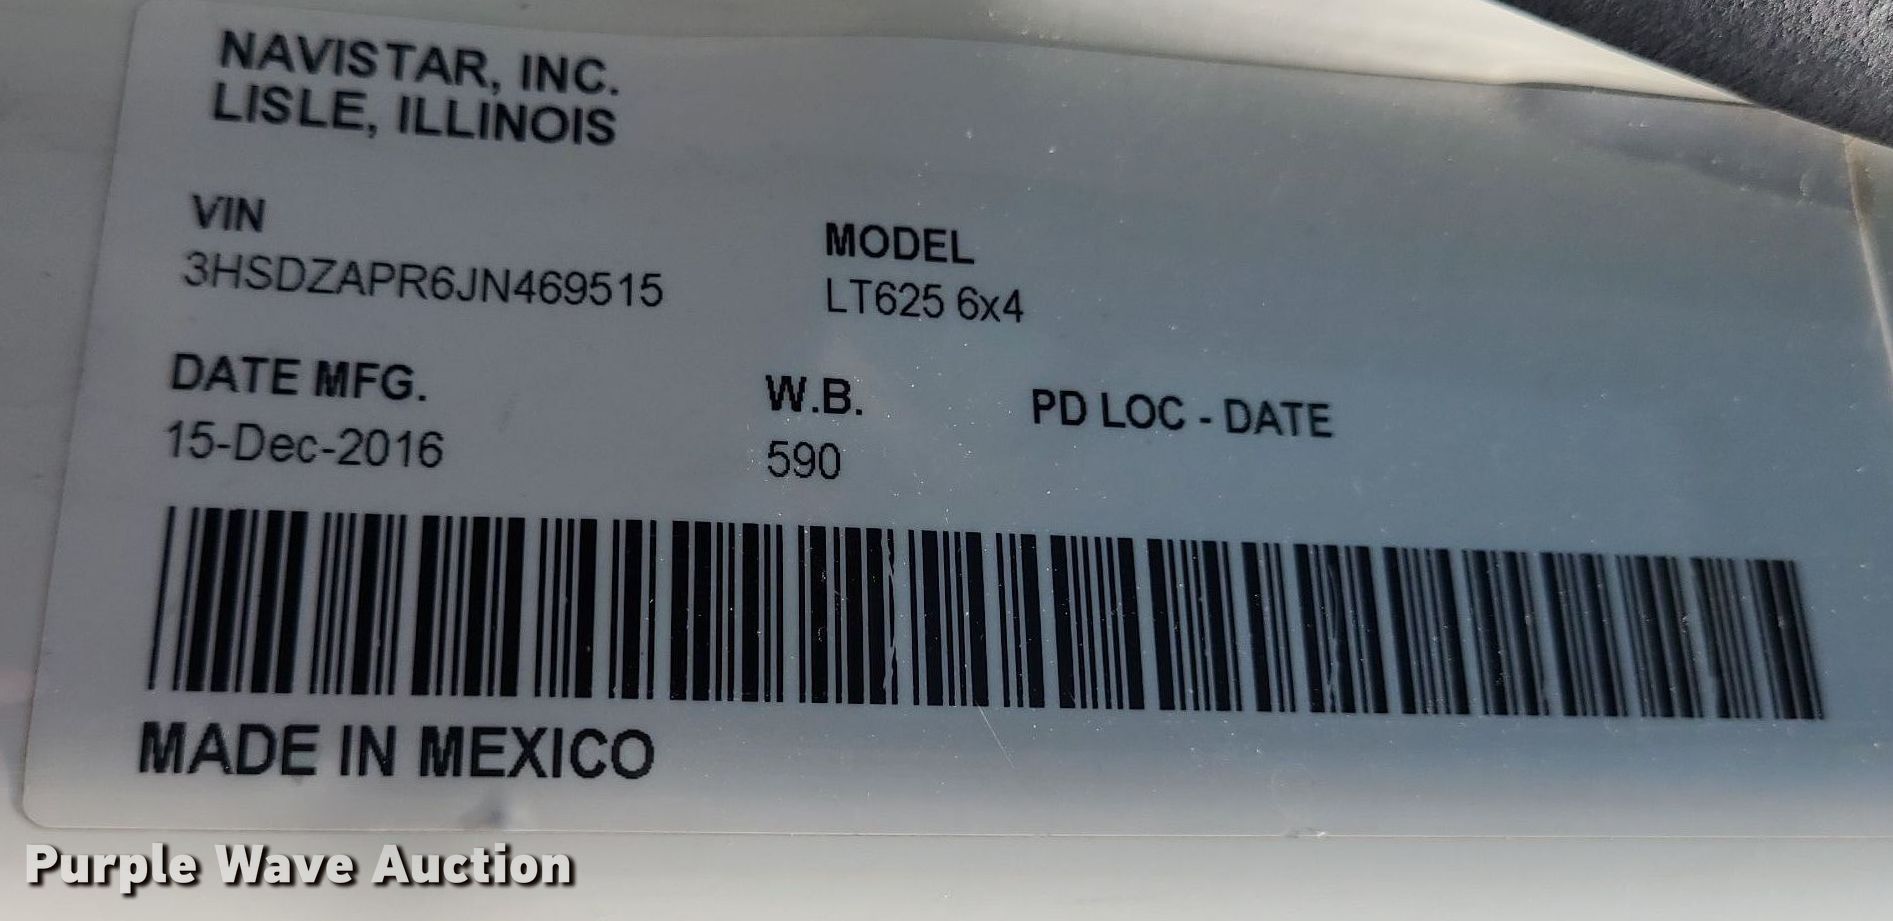 NAVISTAR, INC.
LISLE, ILLINOIS
VIN
3HSDZAPR6JN469515
MODEL
LT625 6x4
DATE MFG.
15-Dec-2016
W.B.
590
PD LOC - DATE
MADE IN MEXICO
Purple Wave Auction